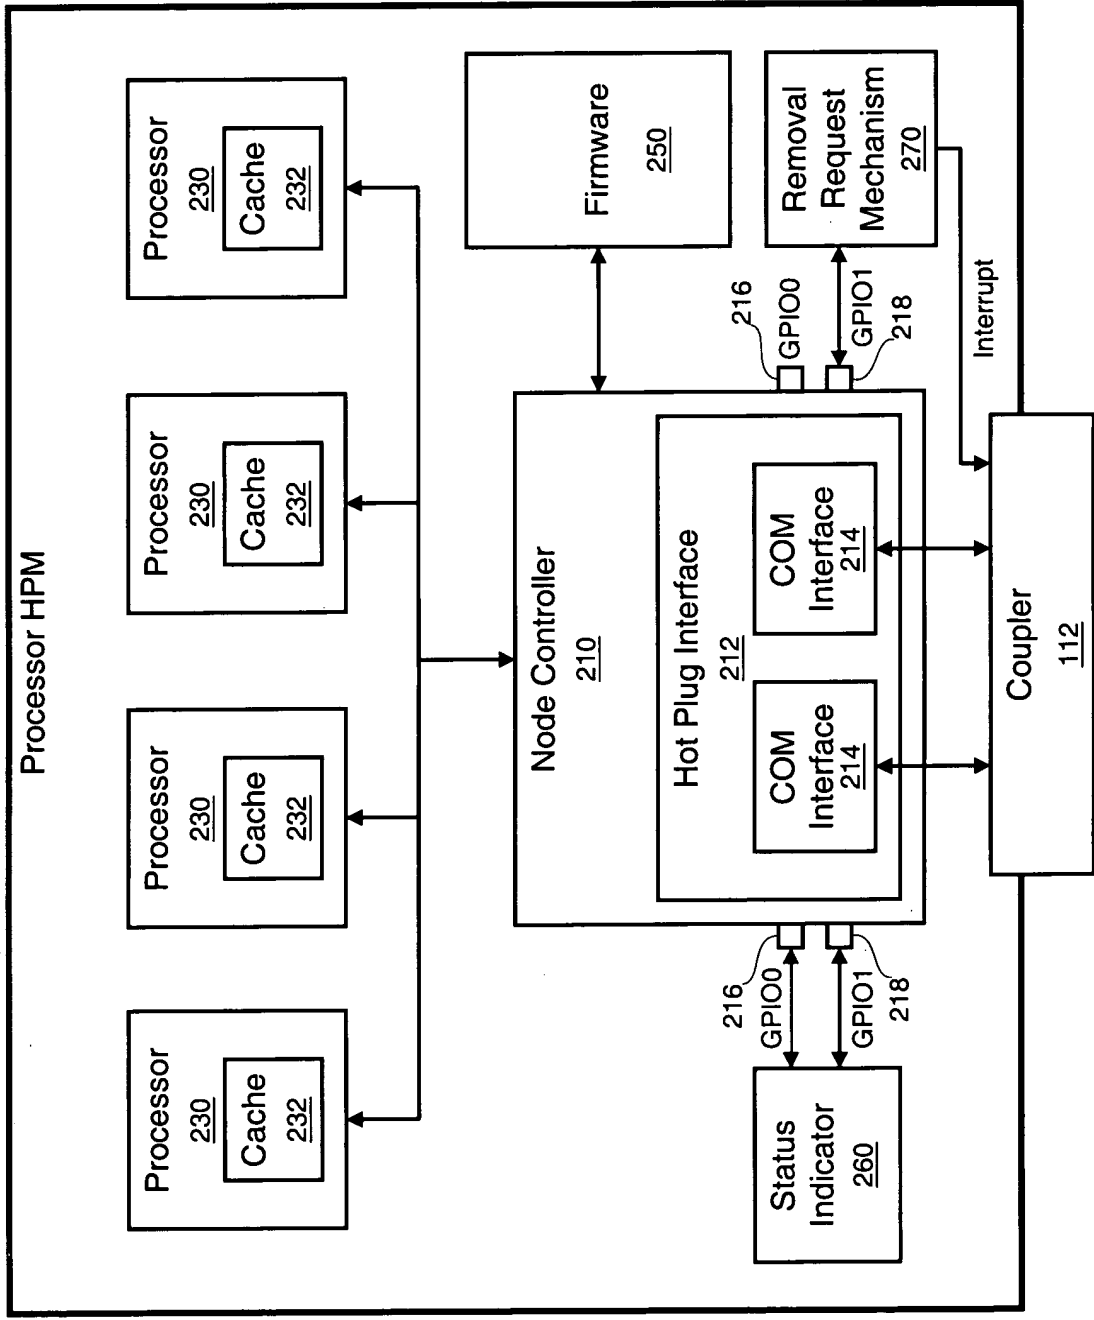 Processor HPM
Processor
230
Cache
232
Processor
230
Cache
232
Processor
230
Cache
232
Processor
230
Cache
232
Node Controller
210
Hot Plug Interface
212
COM
Interface
214
COM
Interface
214
Firmware
250
Status
Indicator
260
216
GPIO0
GPIO1
218
216
GPIO0
GPIO1
218
Removal
Request
Mechanism
270
Interrupt
Coupler
112